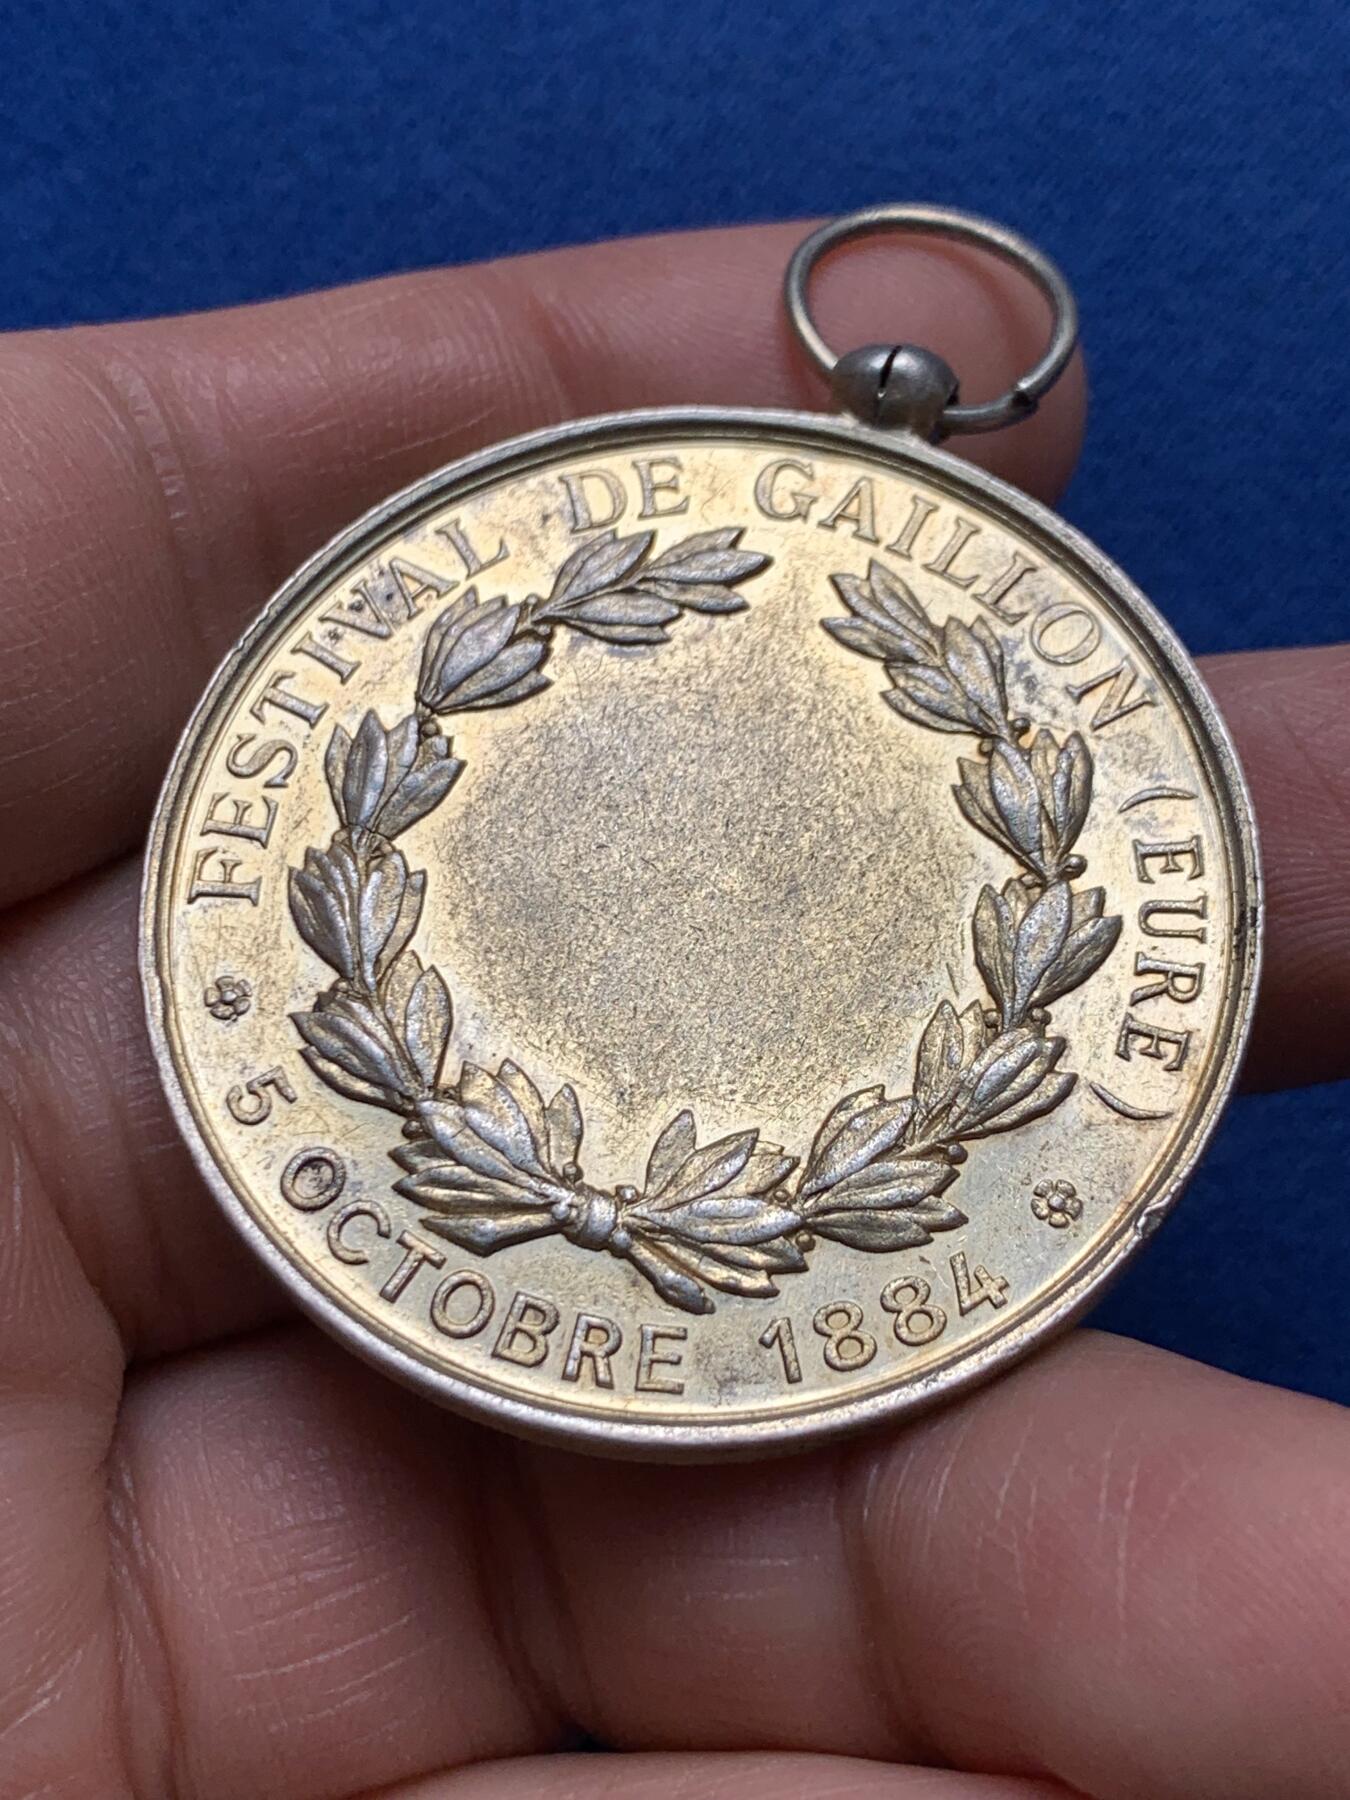 FESTIVAL DE GAILLON (EURE)
5 OCTOBRE 1884